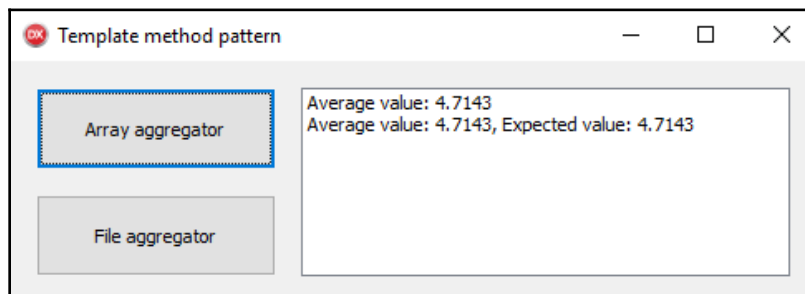 DX Template method pattern
Array aggregator
File aggregator
Average value: 4.7143
Average value: 4.7143, Expected value: 4.7143